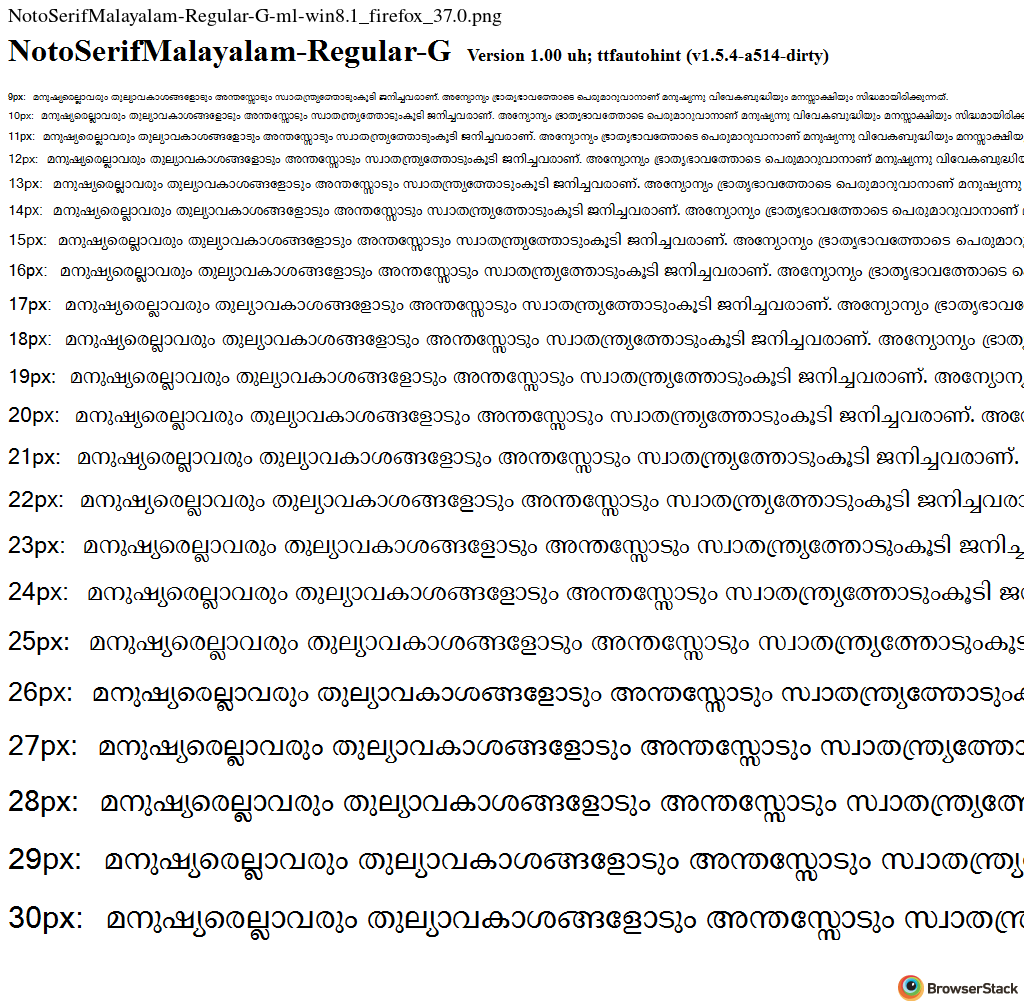 NotoSerifMalayalam-Regular-G-ml-win8.1_firefox_37.0.png
NotoSerifMalayalam-Regular-G Version 1.00 uh; ttfautohint (v1.5.4-a514-dirty)
9px: മനുഷ്യരെല്ലാവരും തുല്യാവകാശങ്ങളോടും അന്തസ്സോടും സ്വാതന്ത്ര്യത്തോടുംകൂടി ജനിച്ചവരാണ്. അന്യോന്യം ഭ്രാതൃഭാവത്തോടെ പെരുമാറുവാനാണ് മനുഷ്യന്നു വിവേകബുദ്ധിയും മനസ്സാക്ഷിയും സിദ്ധമായിരിക്കുന്നത്.
10px: മനുഷ്യരെല്ലാവരും തുല്യാവകാശങ്ങളോടും അന്തസ്സോടും സ്വാതന്ത്ര്യത്തോടുംകൂടി ജനിച്ചവരാണ്. അന്യോന്യം ഭ്രാതൃഭാവത്തോടെ പെരുമാറുവാനാണ് മനുഷ്യന്നു വിവേകബുദ്ധിയും മനസ്സാക്ഷിയും സിദ്ധമായിരിക്ക
11px: മനുഷ്യരെല്ലാവരും തുല്യാവകാശങ്ങളോടും അന്തസ്സോടും സ്വാതന്ത്ര്യത്തോടുംകൂടി ജനിച്ചവരാണ്. അന്യോന്യം ഭ്രാതൃഭാവത്തോടെ പെരുമാറുവാനാണ് മനുഷ്യന്നു വിവേകബുദ്ധിയും മനസ്സാക്ഷിയ
12px: മനുഷ്യരെല്ലാവരും തുല്യാവകാശങ്ങളോടും അന്തസ്സോടും സ്വാതന്ത്ര്യത്തോടുംകൂടി ജനിച്ചവരാണ്. അന്യോന്യം ഭ്രാതൃഭാവത്തോടെ പെരുമാറുവാനാണ് മനുഷ്യന്നു വിവേകബുദ്ധിയ
13px: മനുഷ്യരെല്ലാവരും തുല്യാവകാശങ്ങളോടും അന്തസ്സോടും സ്വാതന്ത്ര്യത്തോടുംകൂടി ജനിച്ചവരാണ്. അന്യോന്യം ഭ്രാതൃഭാവത്തോടെ പെരുമാറുവാനാണ് മനുഷ്യന്നു
14px: മനുഷ്യരെല്ലാവരും തുല്യാവകാശങ്ങളോടും അന്തസ്സോടും സ്വാതന്ത്ര്യത്തോടുംകൂടി ജനിച്ചവരാണ്. അന്യോന്യം ഭ്രാതൃഭാവത്തോടെ പെരുമാറുവാനാണ്
15px: മനുഷ്യരെല്ലാവരും തുല്യാവകാശങ്ങളോടും അന്തസ്സോടും സ്വാതന്ത്ര്യത്തോടുംകൂടി ജനിച്ചവരാണ്. അന്യോന്യം ഭ്രാതൃഭാവത്തോടെ പെരുമാറു
16px: മനുഷ്യരെല്ലാവരും തുല്യാവകാശങ്ങളോടും അന്തസ്സോടും സ്വാതന്ത്ര്യത്തോടുംകൂടി ജനിച്ചവരാണ്. അന്യോന്യം ഭ്രാതൃഭാവത്തോടെ
17px: മനുഷ്യരെല്ലാവരും തുല്യാവകാശങ്ങളോടും അന്തസ്സോടും സ്വാതന്ത്ര്യത്തോടുംകൂടി ജനിച്ചവരാണ്. അന്യോന്യം ഭ്രാതൃഭാവ
18px: മനുഷ്യരെല്ലാവരും തുല്യാവകാശങ്ങളോടും അന്തസ്സോടും സ്വാതന്ത്ര്യത്തോടുംകൂടി ജനിച്ചവരാണ്. അന്യോന്യം ഭ്രാതൃ
19px: മനുഷ്യരെല്ലാവരും തുല്യാവകാശങ്ങളോടും അന്തസ്സോടും സ്വാതന്ത്ര്യത്തോടുംകൂടി ജനിച്ചവരാണ്. അന്യോന്യ
20px: മനുഷ്യരെല്ലാവരും തുല്യാവകാശങ്ങളോടും അന്തസ്സോടും സ്വാതന്ത്ര്യത്തോടുംകൂടി ജനിച്ചവരാണ്. അന്യോ
21px: മനുഷ്യരെല്ലാവരും തുല്യാവകാശങ്ങളോടും അന്തസ്സോടും സ്വാതന്ത്ര്യത്തോടുംകൂടി ജനിച്ചവരാണ്.
22px: മനുഷ്യരെല്ലാവരും തുല്യാവകാശങ്ങളോടും അന്തസ്സോടും സ്വാതന്ത്ര്യത്തോടുംകൂടി ജനിച്ചവരാ
23px: മനുഷ്യരെല്ലാവരും തുല്യാവകാശങ്ങളോടും അന്തസ്സോടും സ്വാതന്ത്ര്യത്തോടുംകൂടി ജനിച്ച
24px: മനുഷ്യരെല്ലാവരും തുല്യാവകാശങ്ങളോടും അന്തസ്സോടും സ്വാതന്ത്ര്യത്തോടുംകൂടി ജന
25px: മനുഷ്യരെല്ലാവരും തുല്യാവകാശങ്ങളോടും അന്തസ്സോടും സ്വാതന്ത്ര്യത്തോടുംകൂട
26px: മനുഷ്യരെല്ലാവരും തുല്യാവകാശങ്ങളോടും അന്തസ്സോടും സ്വാതന്ത്ര്യത്തോടുംക
27px: മനുഷ്യരെല്ലാവരും തുല്യാവകാശങ്ങളോടും അന്തസ്സോടും സ്വാതന്ത്ര്യത്തോ
28px: മനുഷ്യരെല്ലാവരും തുല്യാവകാശങ്ങളോടും അന്തസ്സോടും സ്വാതന്ത്ര്യത്തേ
29px: മനുഷ്യരെല്ലാവരും തുല്യാവകാശങ്ങളോടും അന്തസ്സോടും സ്വാതന്ത്ര്യ
30px: മനുഷ്യരെല്ലാവരും തുല്യാവകാശങ്ങളോടും അന്തസ്സോടും സ്വാതന്ത്ര
BrowserStack